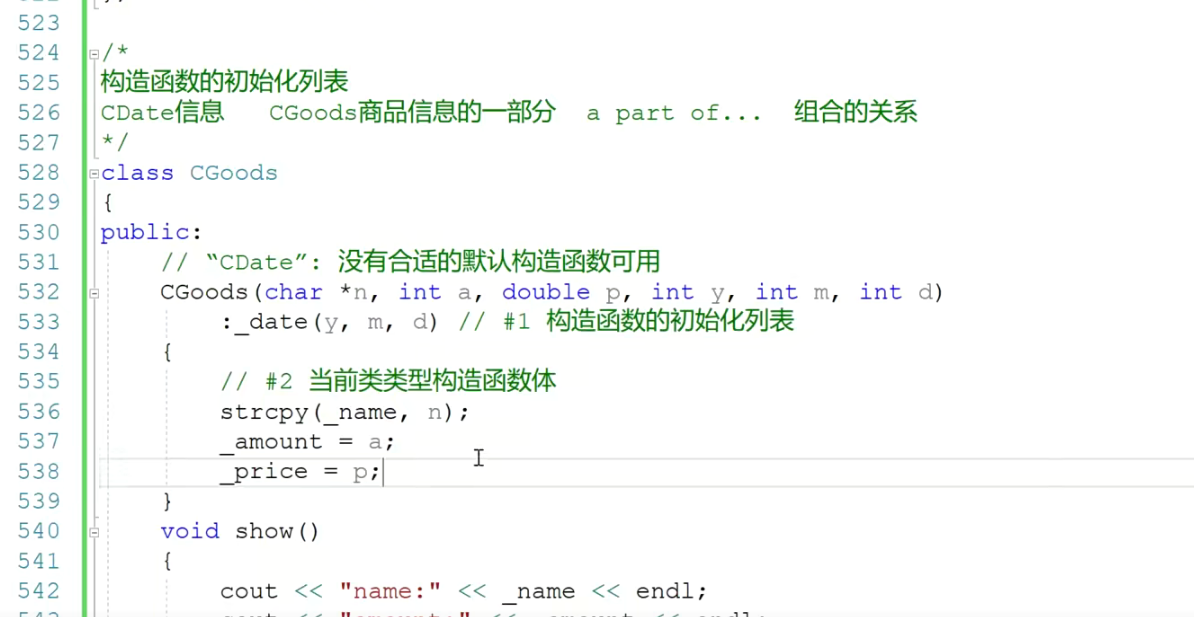 523
524 /*
525 构造函数的初始化列表
526 CDate信息 CGoods商品信息的一部分 a part of... 组合的关系
527 */
528 class CGoods
529 {
530 public:
531 // “CDate”: 没有合适的默认构造函数可用
532 CGoods(char *n, int a, double p, int y, int m, int d)
533 :_date(y, m, d) // #1 构造函数的初始化列表
534 {
535 // #2 当前类类型构造函数体
536 strcpy(_name, n);
537 _amount = a;
538 _price = p;
539 }
540 void show()
541 {
542 cout << "name:" << _name << endl;